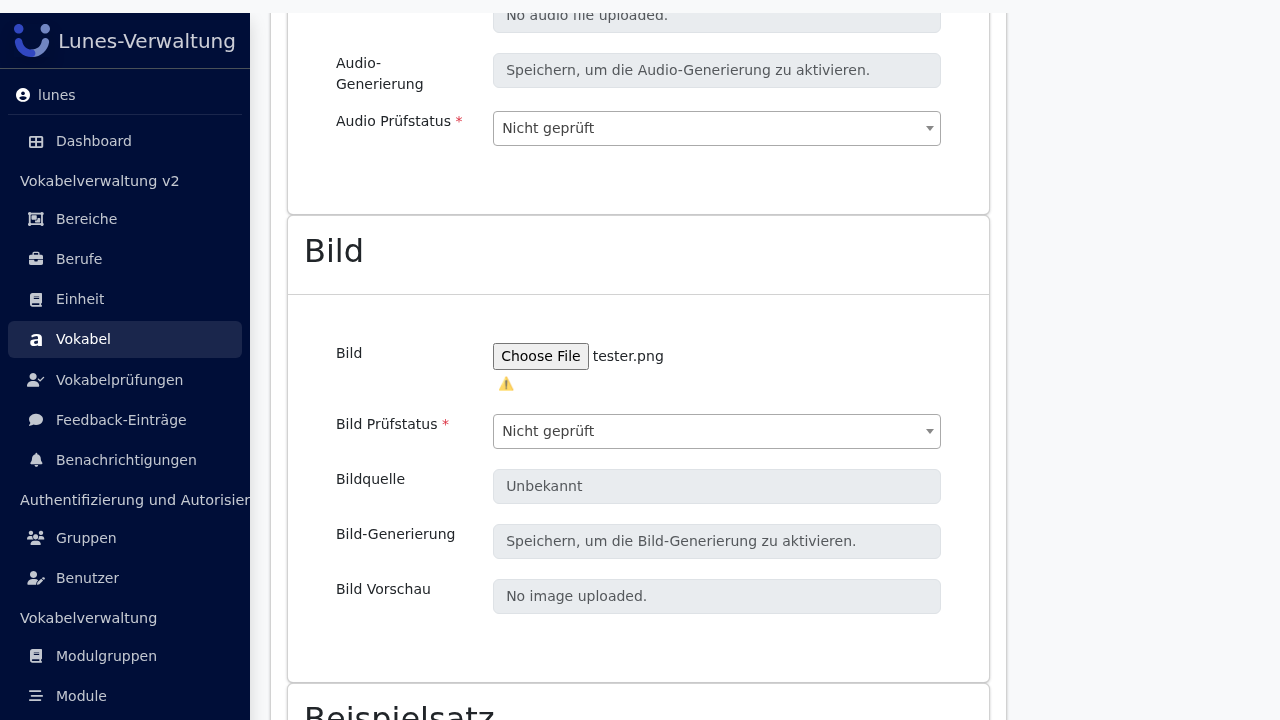 Lunes-Verwaltung
lunes
Dashboard
Vokabelverwaltung v2
Bereiche
Berufe
Einheit
Vokabel
Vokabelprüfungen
Feedback-Einträge
Benachrichtigungen
Authentifizierung und Autorisier
Gruppen
Benutzer
Vokabelverwaltung
Modulgruppen
Module
No audio file uploaded.
Audio-
Generierung
Speichern, um die Audio-Generierung zu aktivieren.
Audio Prüfstatus *
Nicht geprüft
Bild
Bild
Choose File tester.png
Bild Prüfstatus *
Nicht geprüft
Bildquelle
Unbekannt
Bild-Generierung
Speichern, um die Bild-Generierung zu aktivieren.
Bild Vorschau
No image uploaded.
Beispielsatz